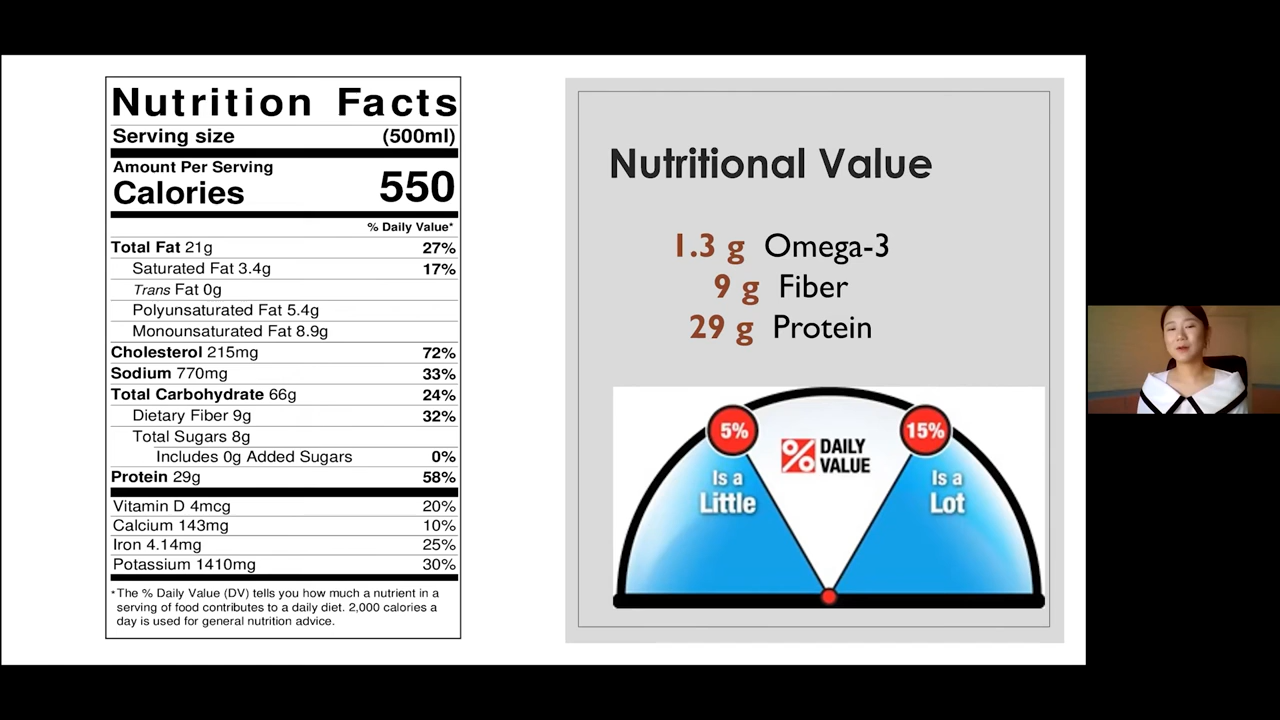 Nutrition Facts
Serving size (500ml)
Amount Per Serving
Calories 550
% Daily Value*
Total Fat 21g 27%
Saturated Fat 3.4g 17%
Trans Fat 0g
Polyunsaturated Fat 5.4g
Monounsaturated Fat 8.9g
Cholesterol 215mg 72%
Sodium 770mg 33%
Total Carbohydrate 66g 24%
Dietary Fiber 9g 32%
Total Sugars 8g
Includes 0g Added Sugars 0%
Protein 29g 58%
Vitamin D 4mcg 20%
Calcium 143mg 10%
Iron 4.14mg 25%
Potassium 1410mg 30%
*The % Daily Value (DV) tells you how much a nutrient in a
serving of food contributes to a daily diet. 2,000 calories a
day is used for general nutrition advice.
Nutritional Value
1.3 g Omega-3
9 g Fiber
29 g Protein
5%
Is a
Little
% DAILY
VALUE
15%
Is a
Lot